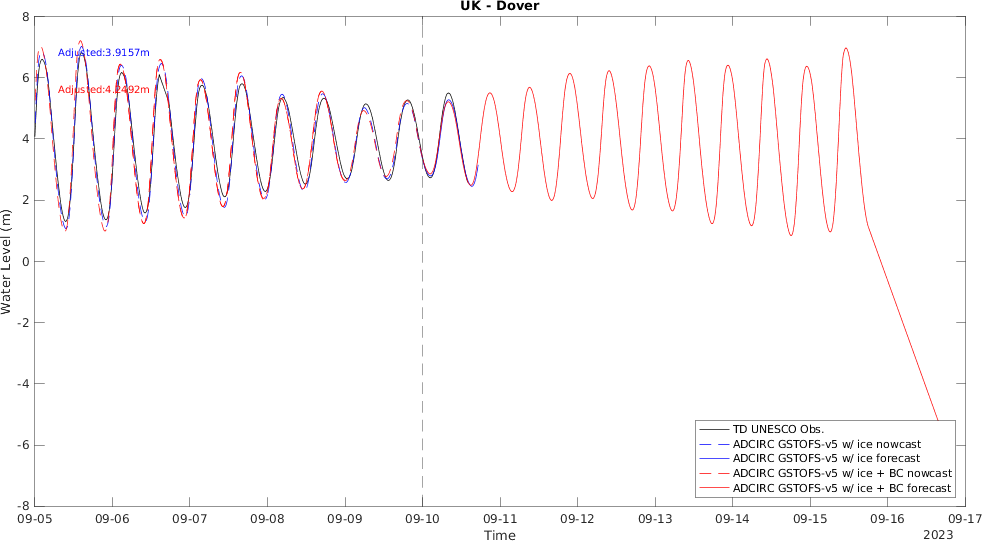 UK - Dover
8
6
4
2
0
-2
-4
-6
-8
Water Level (m)
Adjusted:3.9157m
Adjusted:4.2492m
TD UNESCO Obs.
ADCIRC GSTOFS-v5 w/ ice nowcast
ADCIRC GSTOFS-v5 w/ ice forecast
ADCIRC GSTOFS-v5 w/ ice + BC nowcast
ADCIRC GSTOFS-v5 w/ ice + BC forecast
09-05 09-06 09-07 09-08 09-09 09-10 09-11 09-12 09-13 09-14 09-15 09-16 09-17
Time
2023